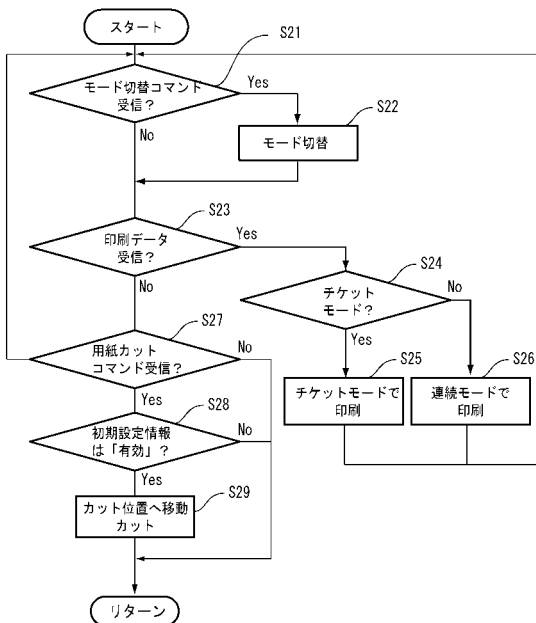 スタート
S21
モード切替コマンド
受信？
Yes
No
S22
モード切替
S23
印刷データ
受信？
Yes
No
S24
チケット
モード？
No
Yes
S25
チケットモードで
印刷
S26
連続モードで
印刷
S27
用紙カット
コマンド受信？
No
Yes
S28
初期設定情報
は「有効」？
No
Yes
S29
カット位置へ移動
カット
リターン